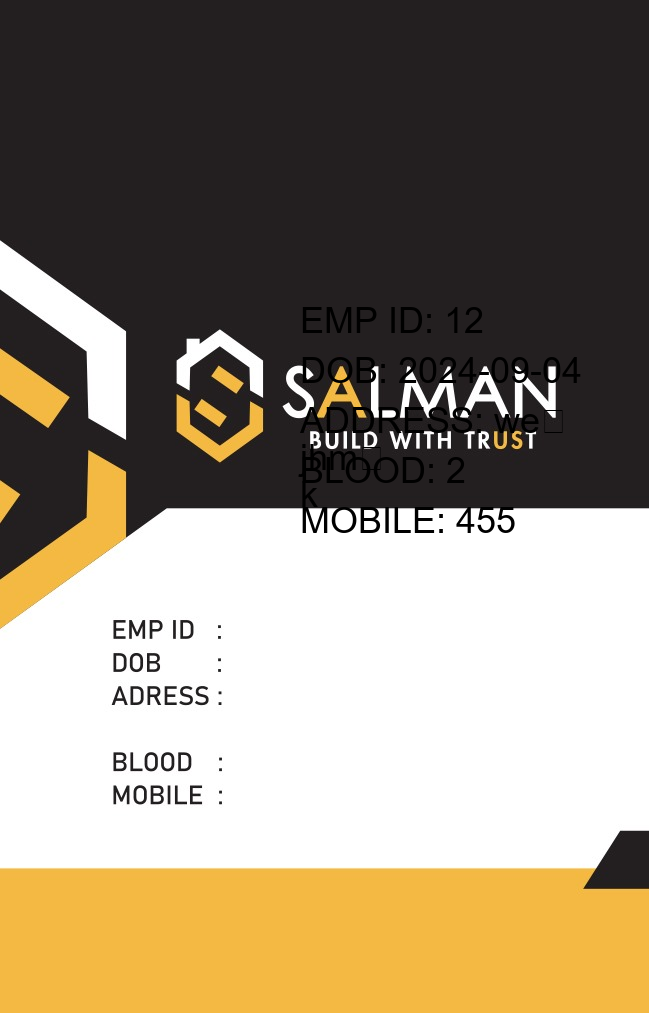 EMP ID: 12
DOB: 2024-09-04
SALMAN
ADDRESS: we□
BUILD WITH TRUST
jhm□
BLOOD: 2
k
MOBILE: 455
EMP ID :
DOB :
ADRESS :
BLOOD :
MOBILE :